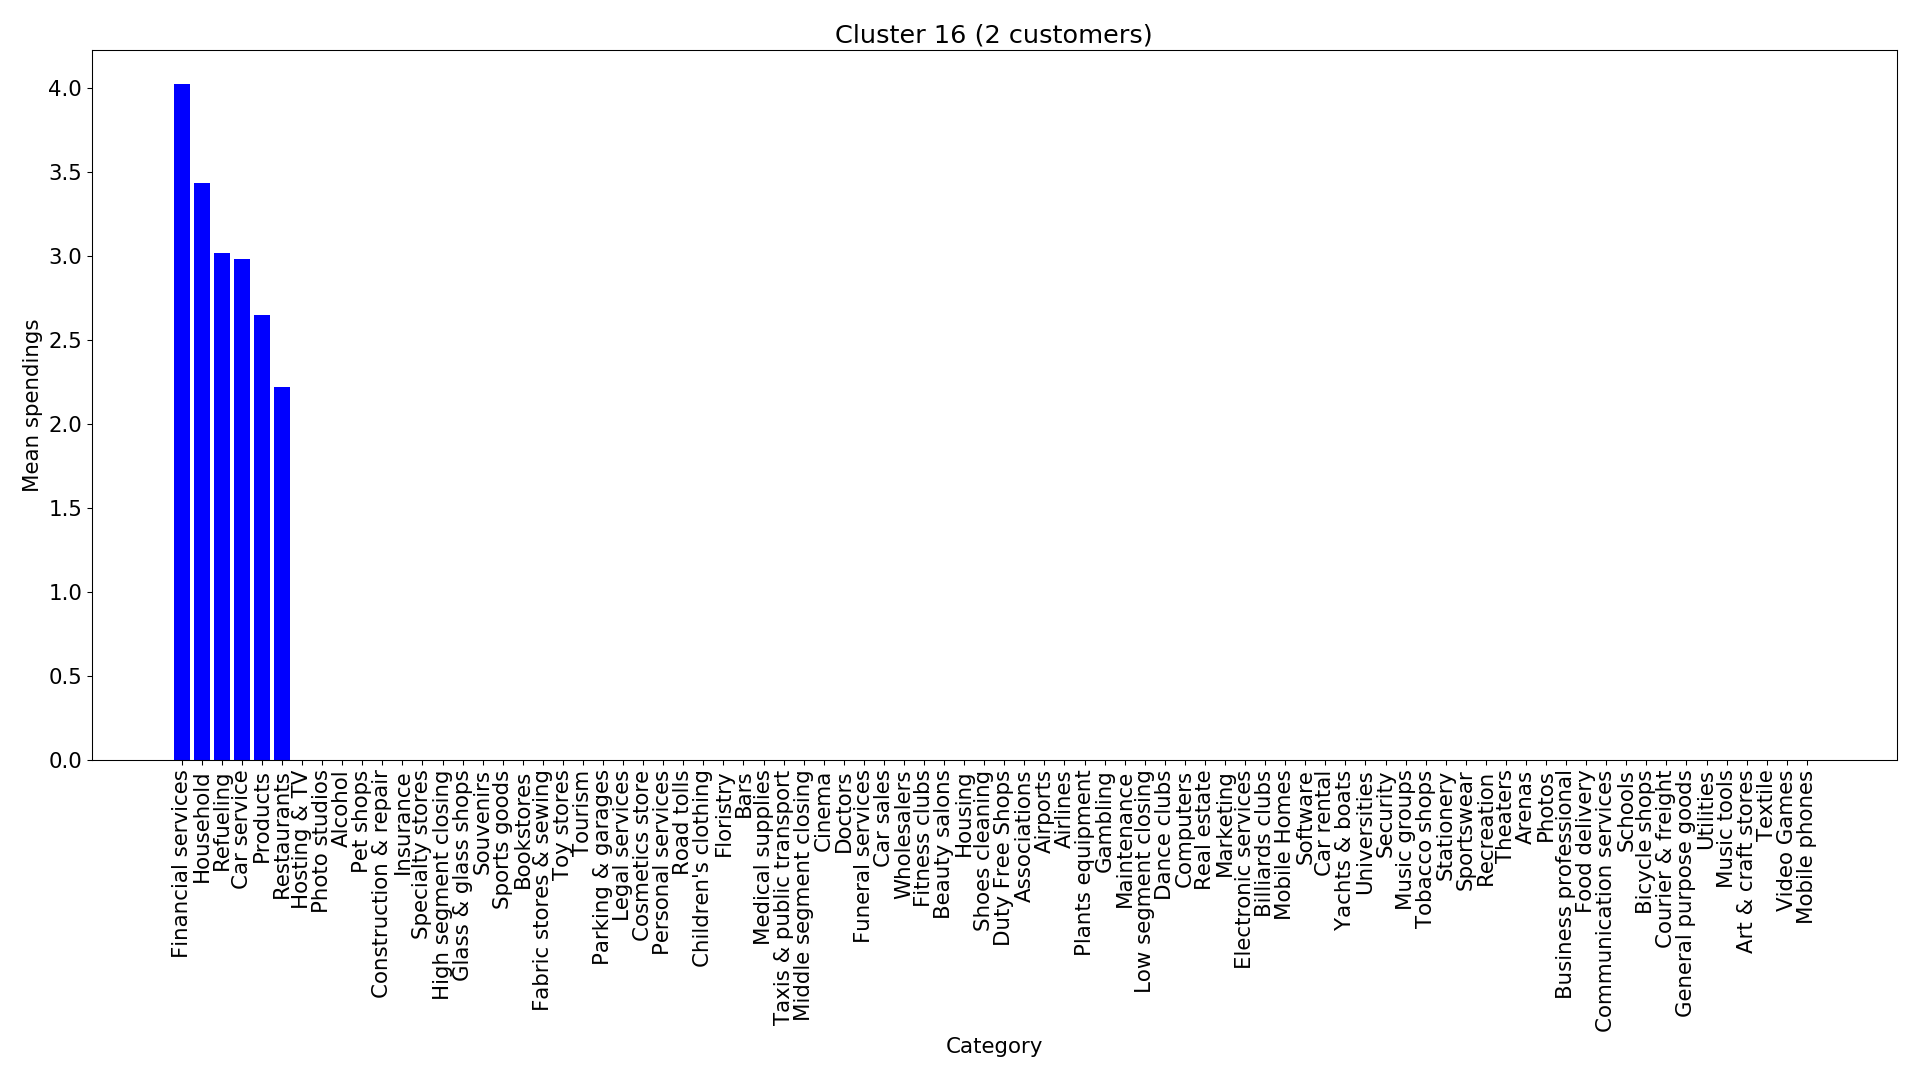 Cluster 16 (2 customers)
4.0
3.5
3.0
2.5
2.0
1.5
1.0
0.5
0.0
Mean spendings
Financial services
Household
Refueling
Car service
Products
Restaurants
Hosting & TV
Photo studios
Alcohol
Pet shops
Construction & repair
Insurance
Specialty stores
High segment closing
Glass & glass shops
Souvenirs
Sports goods
Bookstores
Fabric stores & sewing
Toy stores
Tourism
Parking & garages
Legal services
Cosmetics store
Personal services
Road tolls
Children's clothing
Floristry
Bars
Medical supplies
Taxis & public transport
Middle segment closing
Cinema
Doctors
Funeral services
Car sales
Wholesalers
Fitness clubs
Beauty salons
Housing
Shoes cleaning
Duty Free Shops
Associations
Airports
Airlines
Plants equipment
Gambling
Maintenance
Low segment closing
Dance clubs
Computers
Real estate
Marketing
Electronic services
Billiards clubs
Mobile Homes
Software
Car rental
Yachts & boats
Universities
Security
Music groups
Tobacco shops
Stationery
Sportswear
Recreation
Theaters
Arenas
Photos
Business professional
Food delivery
Communication services
Schools
Bicycle shops
Courier & freight
General purpose goods
Utilities
Music tools
Art & craft stores
Textile
Video Games
Mobile phones
Category